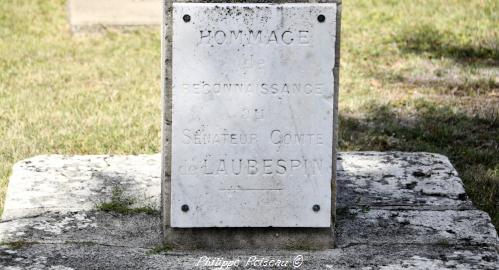 HOMMAGE
de
RECONNAISSANCE
au
SÉNATEUR COMTE
de LAUBESPIN
Philippe Poiseau ©